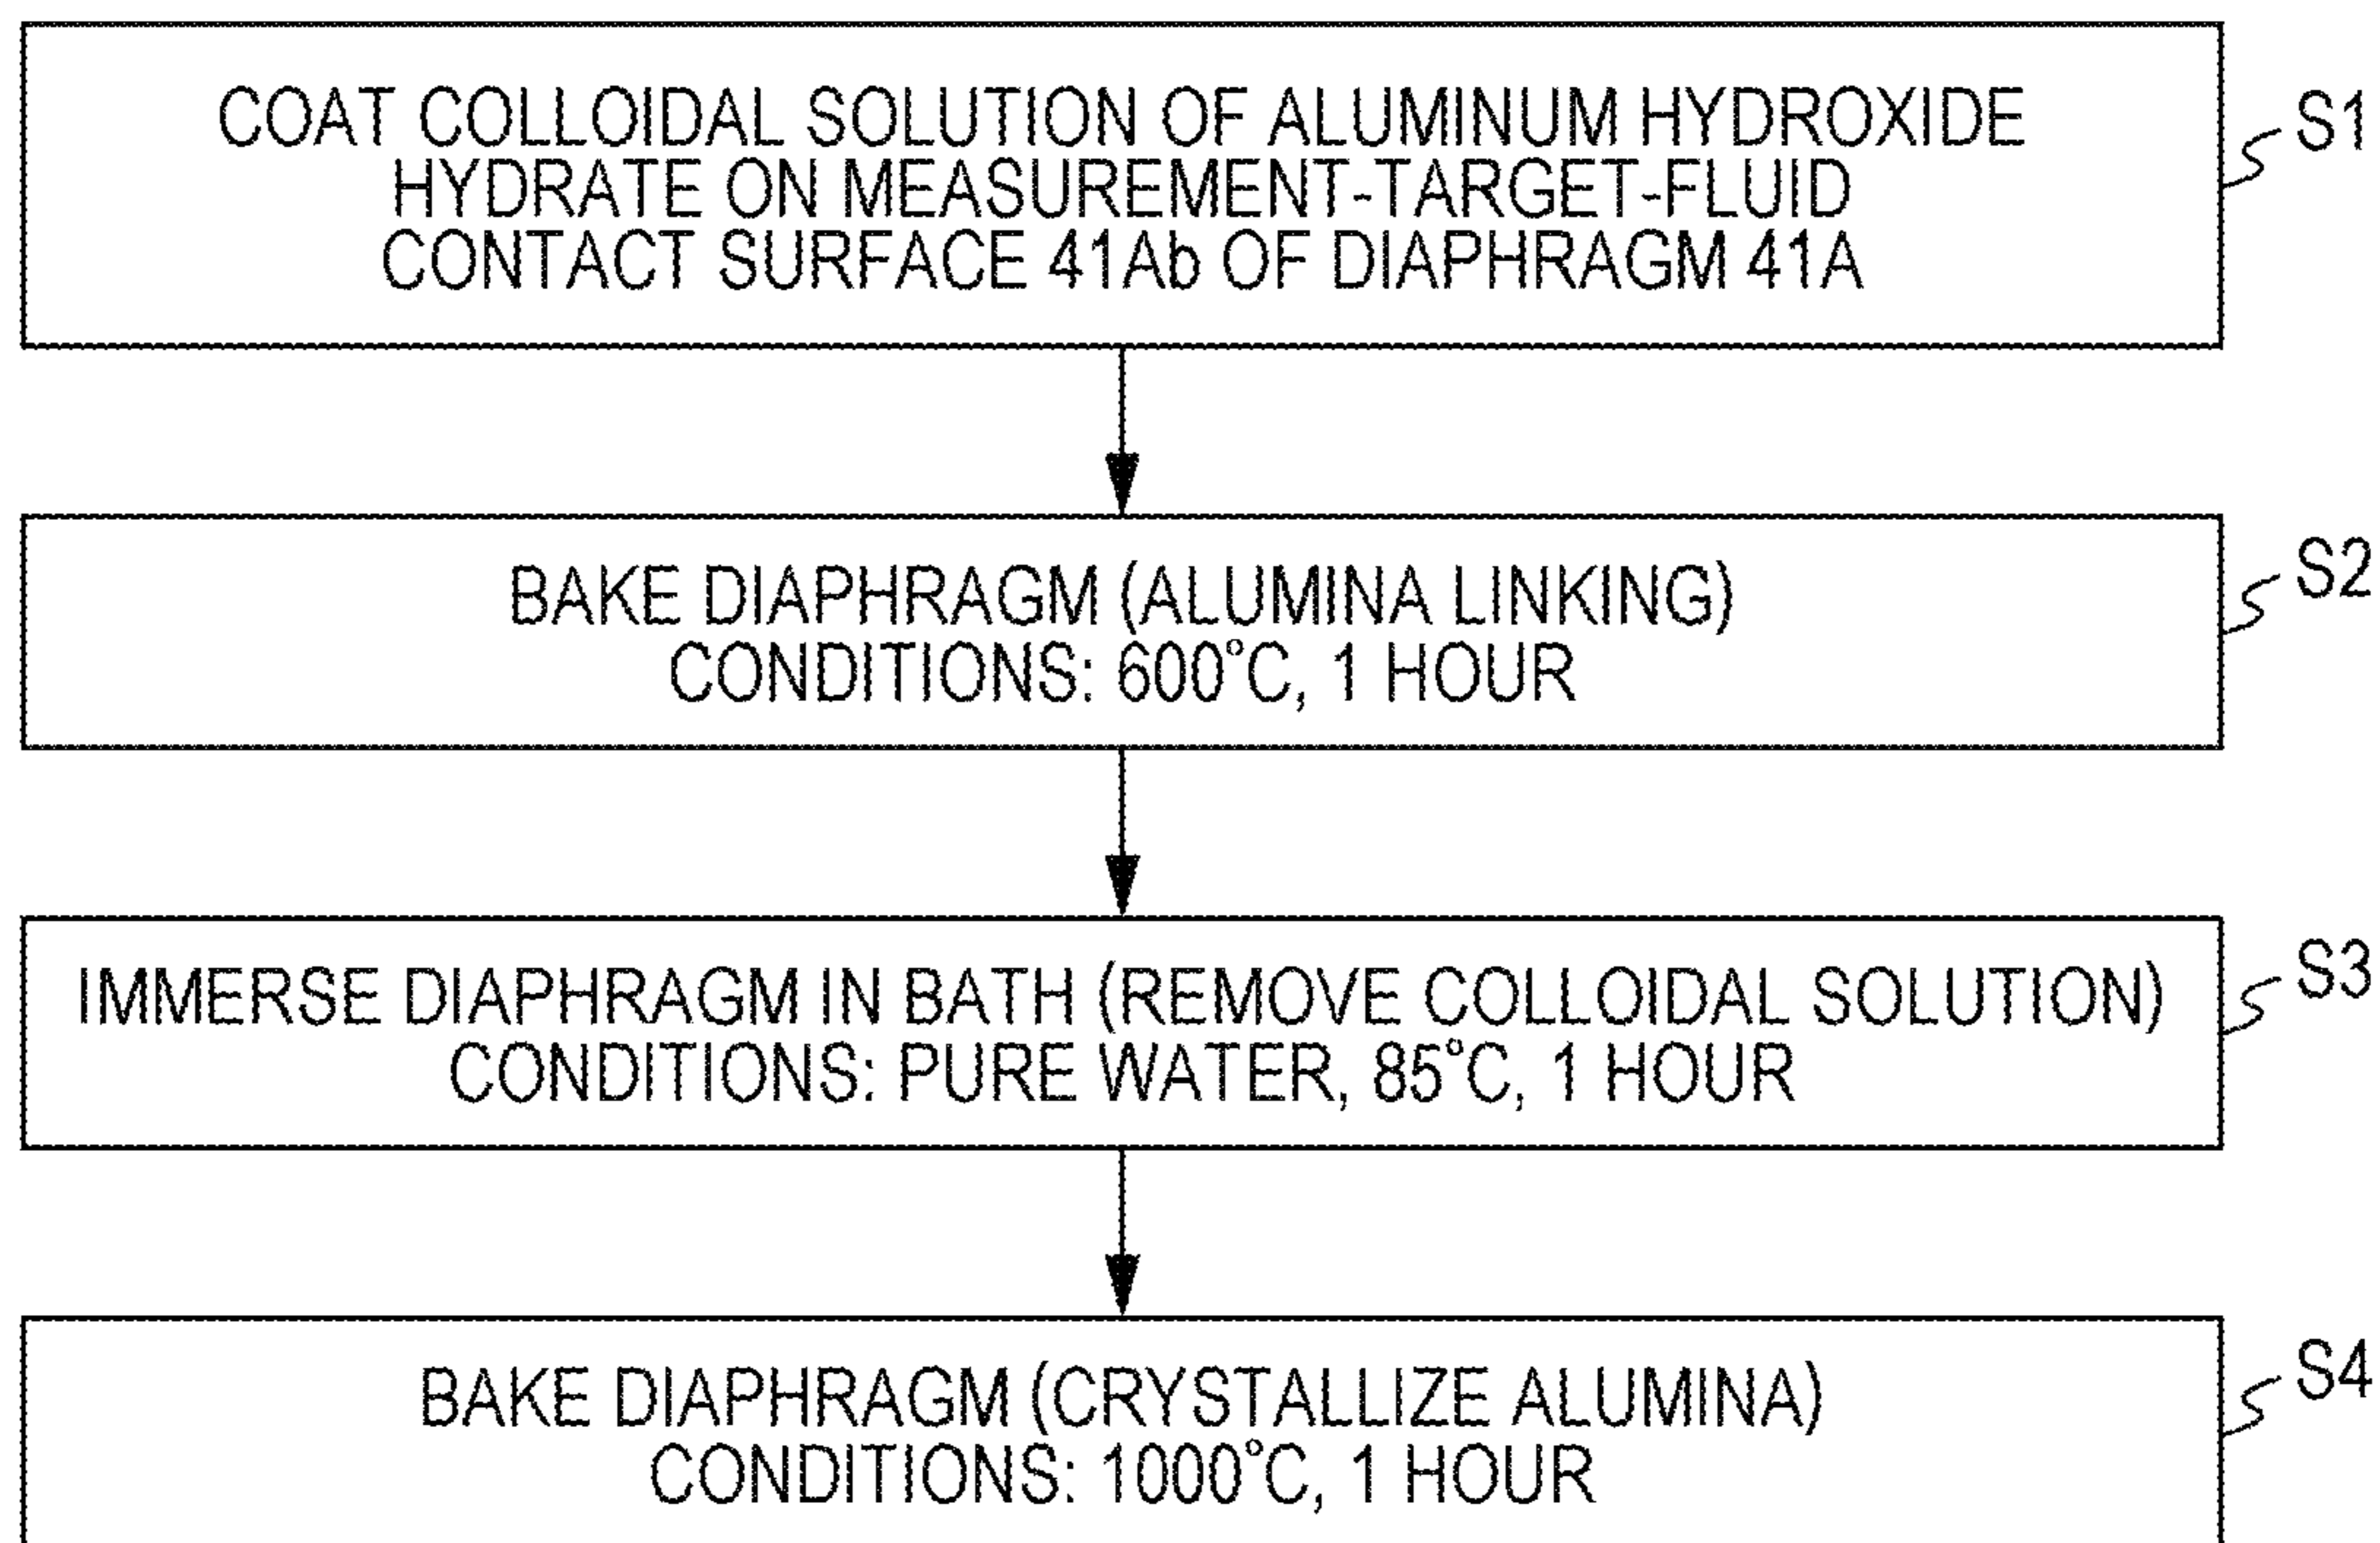 COAT COLLOIDAL SOLUTION OF ALUMINUM HYDROXIDE
HYDRATE ON MEASUREMENT-TARGET-FLUID
CONTACT SURFACE 41Ab OF DIAPHRAGM 41A
S1
BAKE DIAPHRAGM (ALUMINA LINKING)
CONDITIONS: 600°C, 1 HOUR
S2
IMMERSE DIAPHRAGM IN BATH (REMOVE COLLOIDAL SOLUTION)
CONDITIONS: PURE WATER, 85°C, 1 HOUR
S3
BAKE DIAPHRAGM (CRYSTALLIZE ALUMINA)
CONDITIONS: 1000°C, 1 HOUR
S4